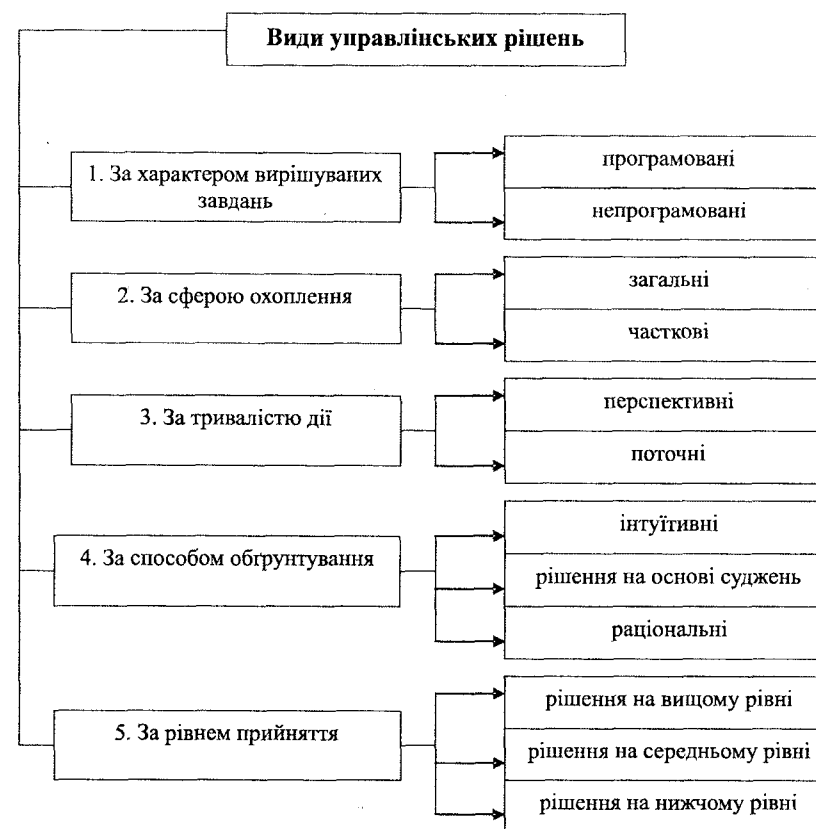 Види управлінських рішень
1. За характером вирішуваних
завдань
програмовані
непрограмовані
2. За сферою охоплення
загальні
часткові
3. За тривалістю дії
перспективні
поточні
4. За способом обґрунтування
інтуїтивні
рішення на основі суджень
раціональні
5. За рівнем прийняття
рішення на вищому рівні
рішення на середньому рівні
рішення на нижчому рівні